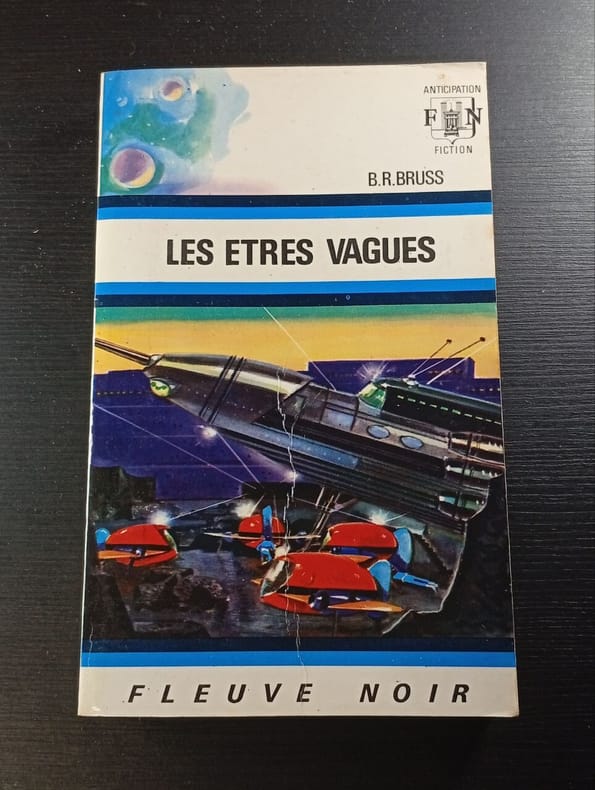 ANTICIPATION
FN
FICTION
B.R.BRUSS
LES ETRES VAGUES
FLEUVE NOIR